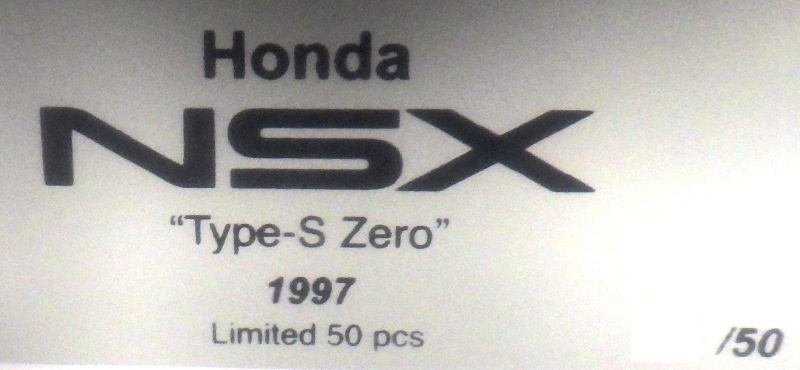 Honda
NSX
“Type-S Zero”
1997
Limited 50 pcs
/50